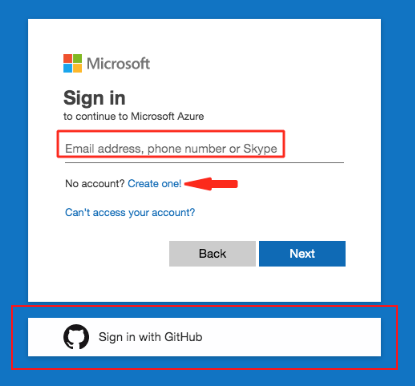 Microsoft
Sign in
to continue to Microsoft Azure
Email address, phone number or Skype
No account? Create one!
Can't access your account?
Back Next
Sign in with GitHub